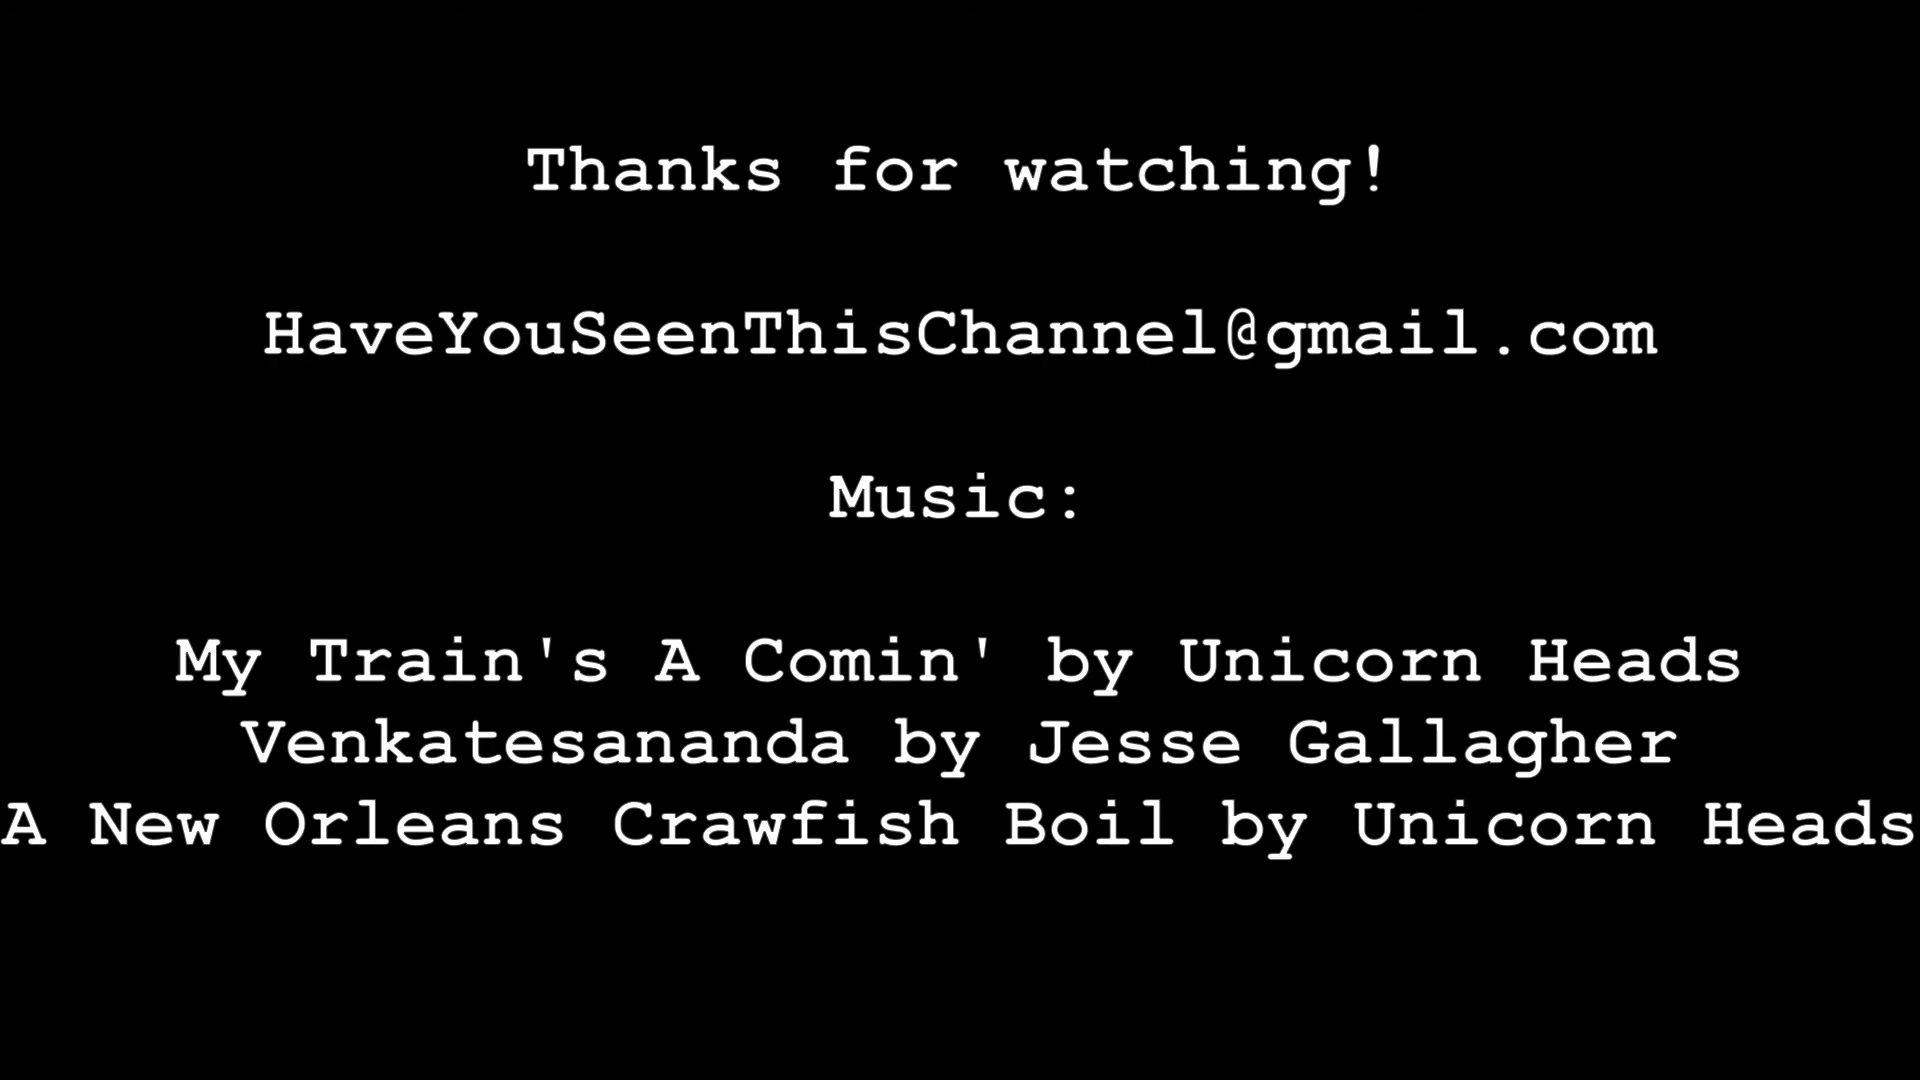 Thanks for watching!
HaveYouSeenThisChannel@gmail.com
Music:
My Train's A Comin' by Unicorn Heads
Venkatesananda by Jesse Gallagher
A New Orleans Crawfish Boil by Unicorn Heads